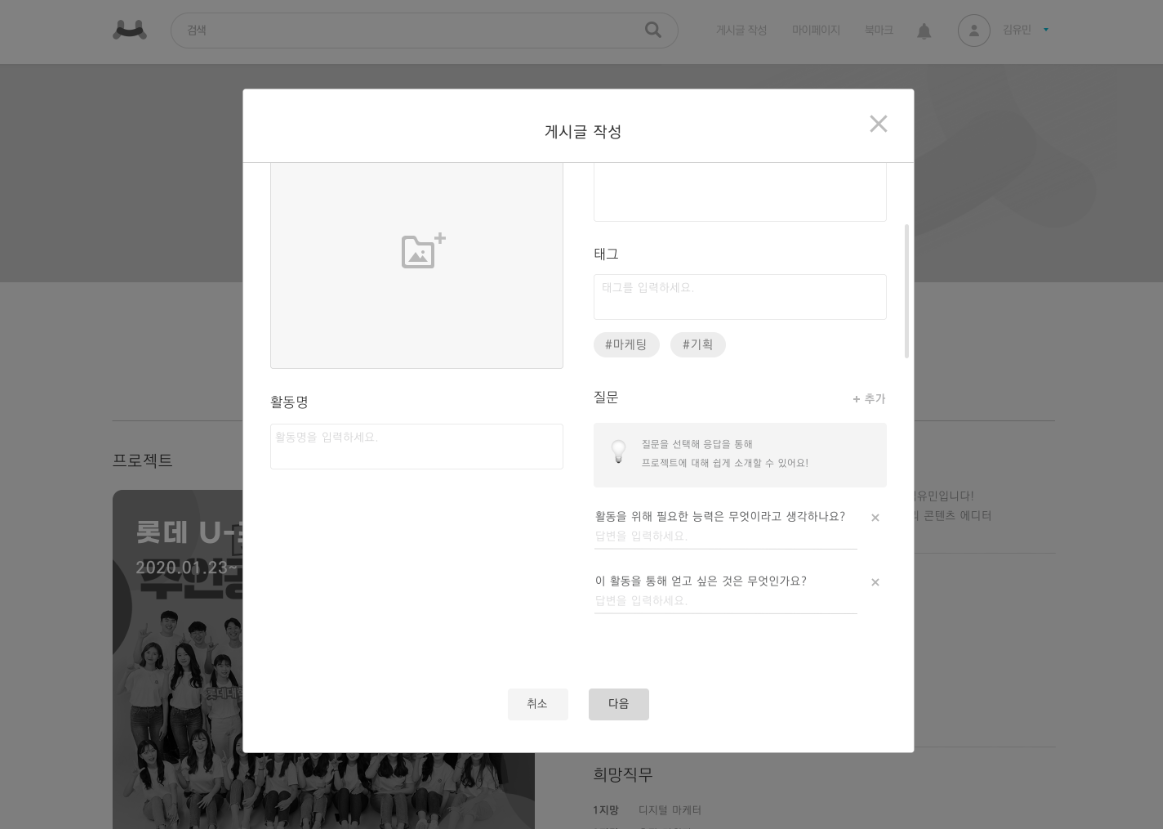 검색
게시글 작성
마이페이지
북마크
김유민
게시글 작성
태그
태그를 입력하세요.
#마케팅
#기획
활동명
활동명을 입력하세요.
질문
+ 추가
질문을 선택해 응답을 통해
프로젝트에 대해 쉽게 소개할 수 있어요!
활동을 위해 필요한 능력은 무엇이라고 생각하나요?
답변을 입력하세요.
이 활동을 통해 얻고 싶은 것은 무엇인가요?
답변을 입력하세요.
취소
다음
프로젝트
롯데 U-
2020.01.23~
유민입니다!
콘텐츠 에디터
희망직무
1지망 디지털 마케터